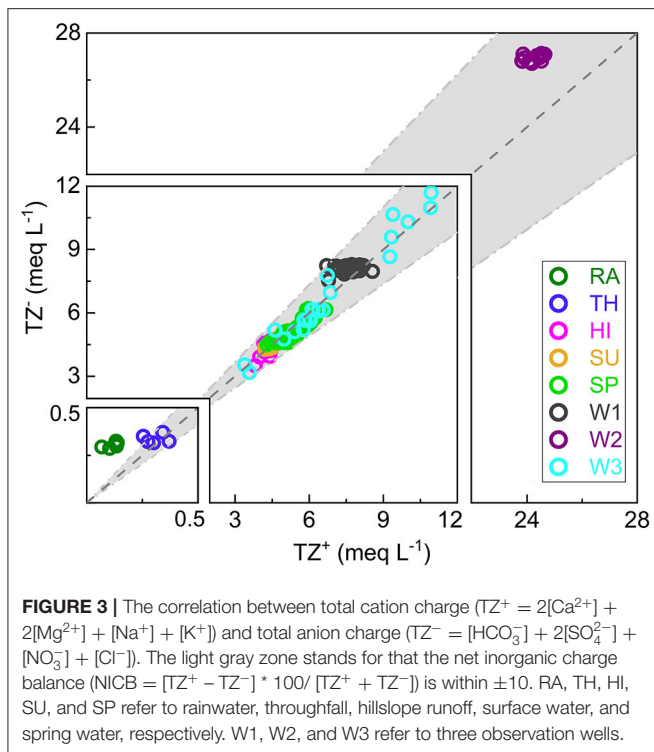 28
24
TZ⁻ (meq L⁻¹)
12
9
6
3
0.5
0.5
3
6
9
12
24
28
TZ⁺ (meq L⁻¹)
RA
TH
HI
SU
SP
W1
W2
W3
FIGURE 3 | The correlation between total cation charge (TZ⁺ = 2[Ca²⁺] +
2[Mg²⁺] + [Na⁺] + [K⁺]) and total anion charge (TZ⁻ = [HCO₃⁻] + 2[SO₄²⁻] +
[NO₃⁻] + [Cl⁻]). The light gray zone stands for that the net inorganic charge
balance (NICB = [TZ⁺ – TZ⁻] * 100/ [TZ⁺ + TZ⁻]) is within ±10. RA, TH, HI,
SU, and SP refer to rainwater, throughfall, hillslope runoff, surface water, and
spring water, respectively. W1, W2, and W3 refer to three observation wells.